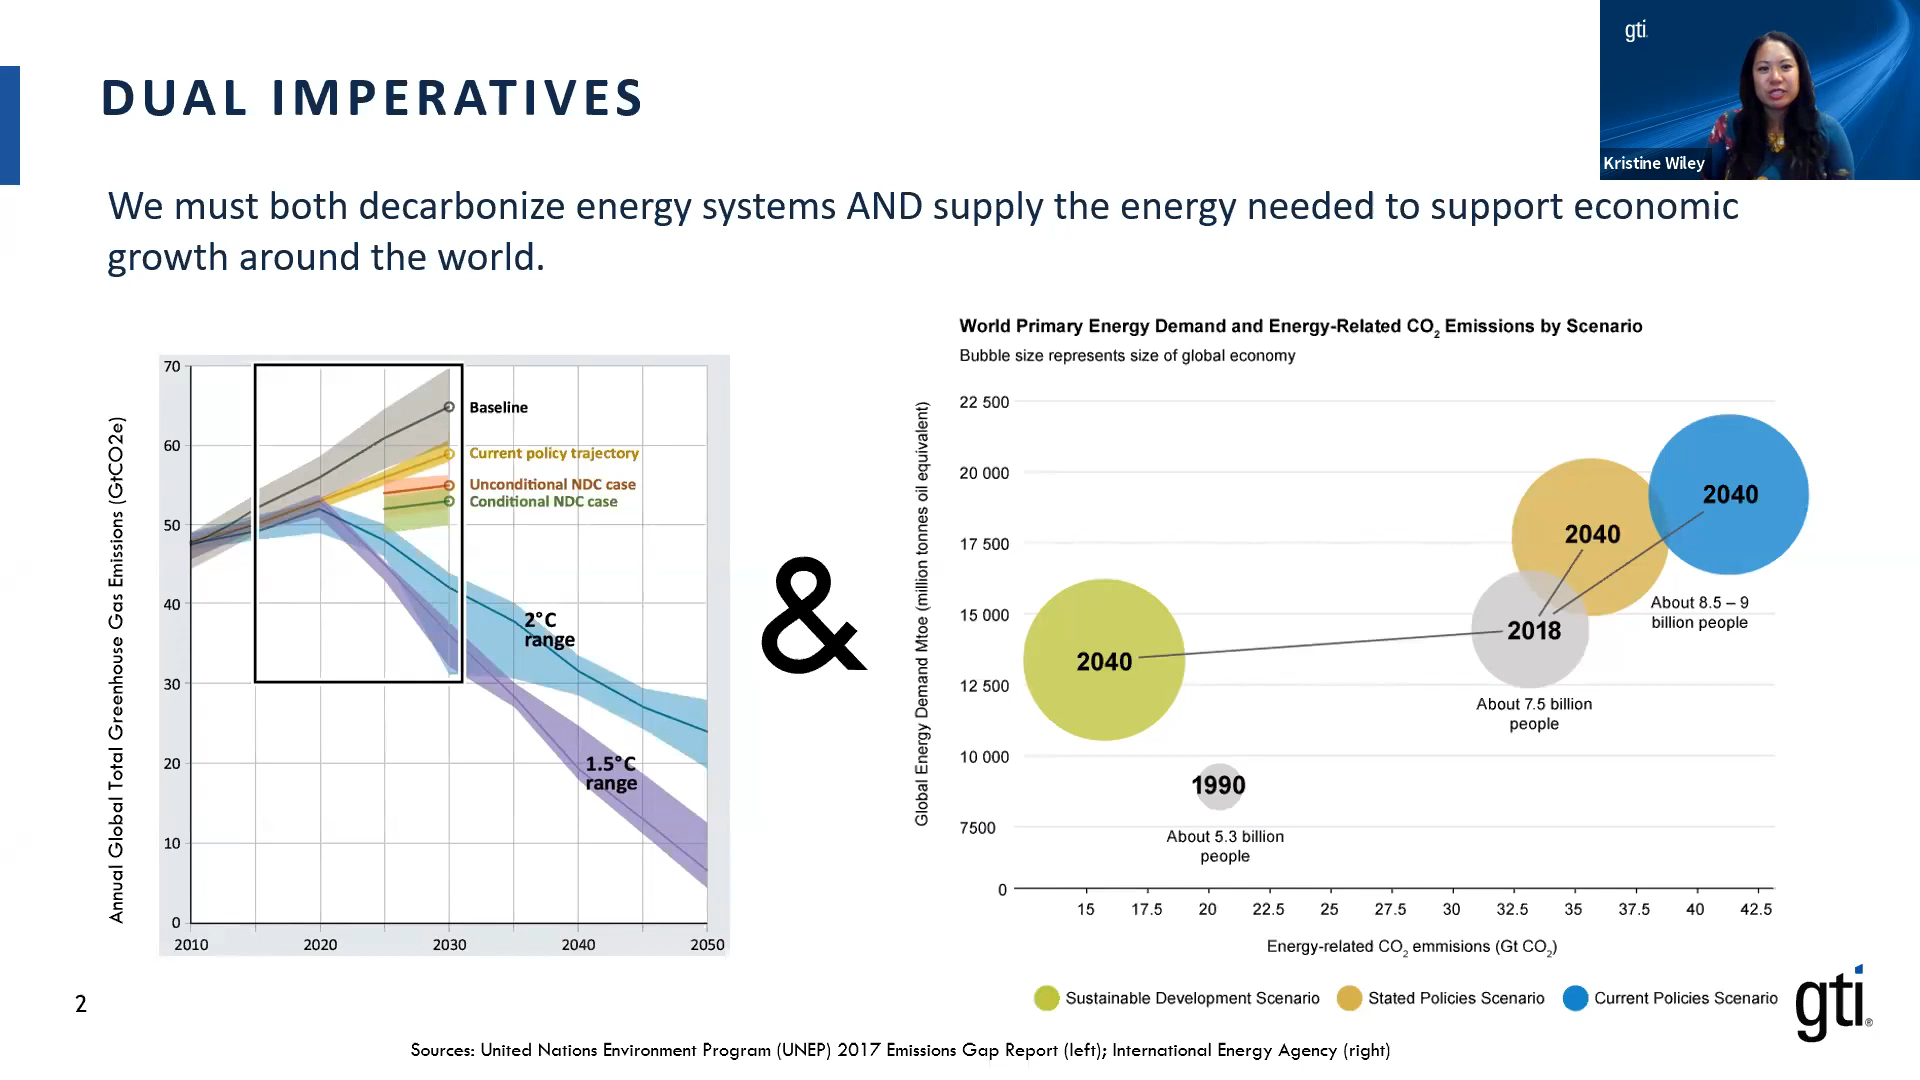 gti
Kristine Wiley
DUAL IMPERATIVES
We must both decarbonize energy systems AND supply the energy needed to support economic
growth around the world.
Annual Global Total Greenhouse Gas Emissions (GtCO2e)
70
60
50
40
30
20
10
0
2010
2020
2030
2040
2050
Baseline
Current policy trajectory
Unconditional NDC case
Conditional NDC case
2°C
range
1.5°C
range
&
World Primary Energy Demand and Energy-Related CO2 Emissions by Scenario
Bubble size represents size of global economy
Global Energy Demand Mtoe (million tonnes oil equivalent)
22 500
20 000
17 500
15 000
12 500
10 000
7500
0
2040
2040
2040
2018
1990
About 8.5 – 9
billion people
About 7.5 billion
people
About 5.3 billion
people
15
17.5
20
22.5
25
27.5
30
32.5
35
37.5
40
42.5
Energy-related CO2 emmisions (Gt CO2)
Sustainable Development Scenario
Stated Policies Scenario
Current Policies Scenario
gti®
2
Sources: United Nations Environment Program (UNEP) 2017 Emissions Gap Report (left); International Energy Agency (right)